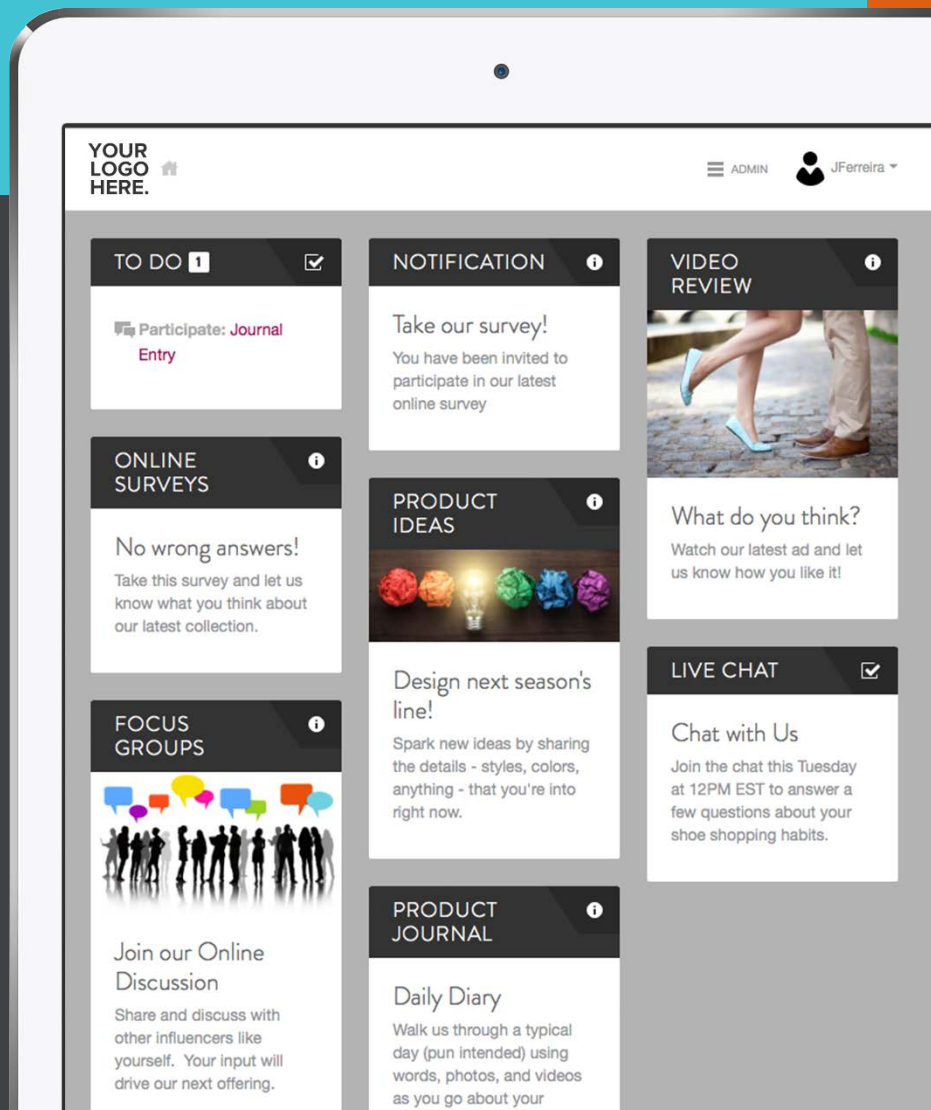 YOUR
LOGO
HERE.
ADMIN
JFerreira
TO DO 1
Participate: Journal
Entry
ONLINE
SURVEYS
No wrong answers!
Take this survey and let us
know what you think about
our latest collection.
FOCUS
GROUPS
Join our Online
Discussion
Share and discuss with
other influencers like
yourself. Your input will
drive our next offering.
NOTIFICATION
Take our survey!
You have been invited to
participate in our latest
online survey
PRODUCT
IDEAS
Design next season's
line!
Spark new ideas by sharing
the details - styles, colors,
anything - that you're into
right now.
PRODUCT
JOURNAL
Daily Diary
Walk us through a typical
day (pun intended) using
words, photos, and videos
as you go about your
VIDEO
REVIEW
What do you think?
Watch our latest ad and let
us know how you like it!
LIVE CHAT
Chat with Us
Join the chat this Tuesday
at 12PM EST to answer a
few questions about your
shoe shopping habits.